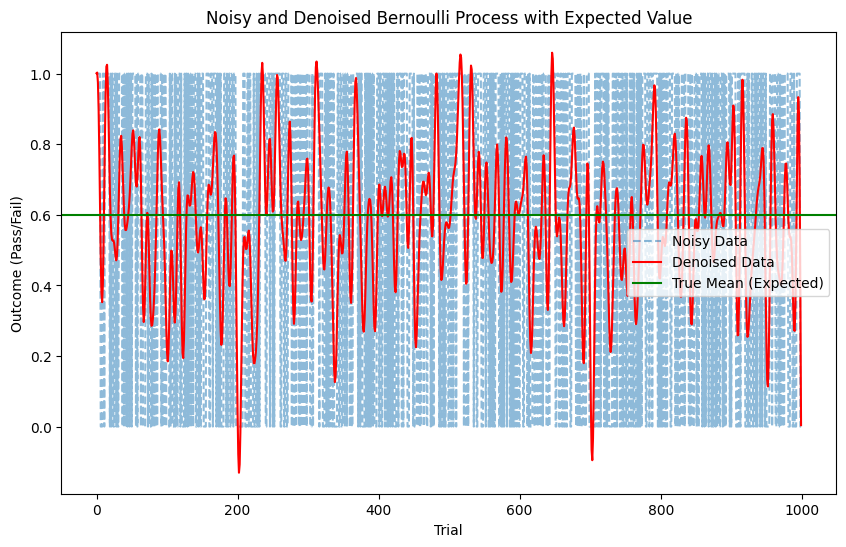 Noisy and Denoised Bernoulli Process with Expected Value
Outcome (Pass/Fail)
1.0
0.8
0.6
0.4
0.2
0.0
Noisy Data
Denoised Data
True Mean (Expected)
0
200
400
600
800
1000
Trial